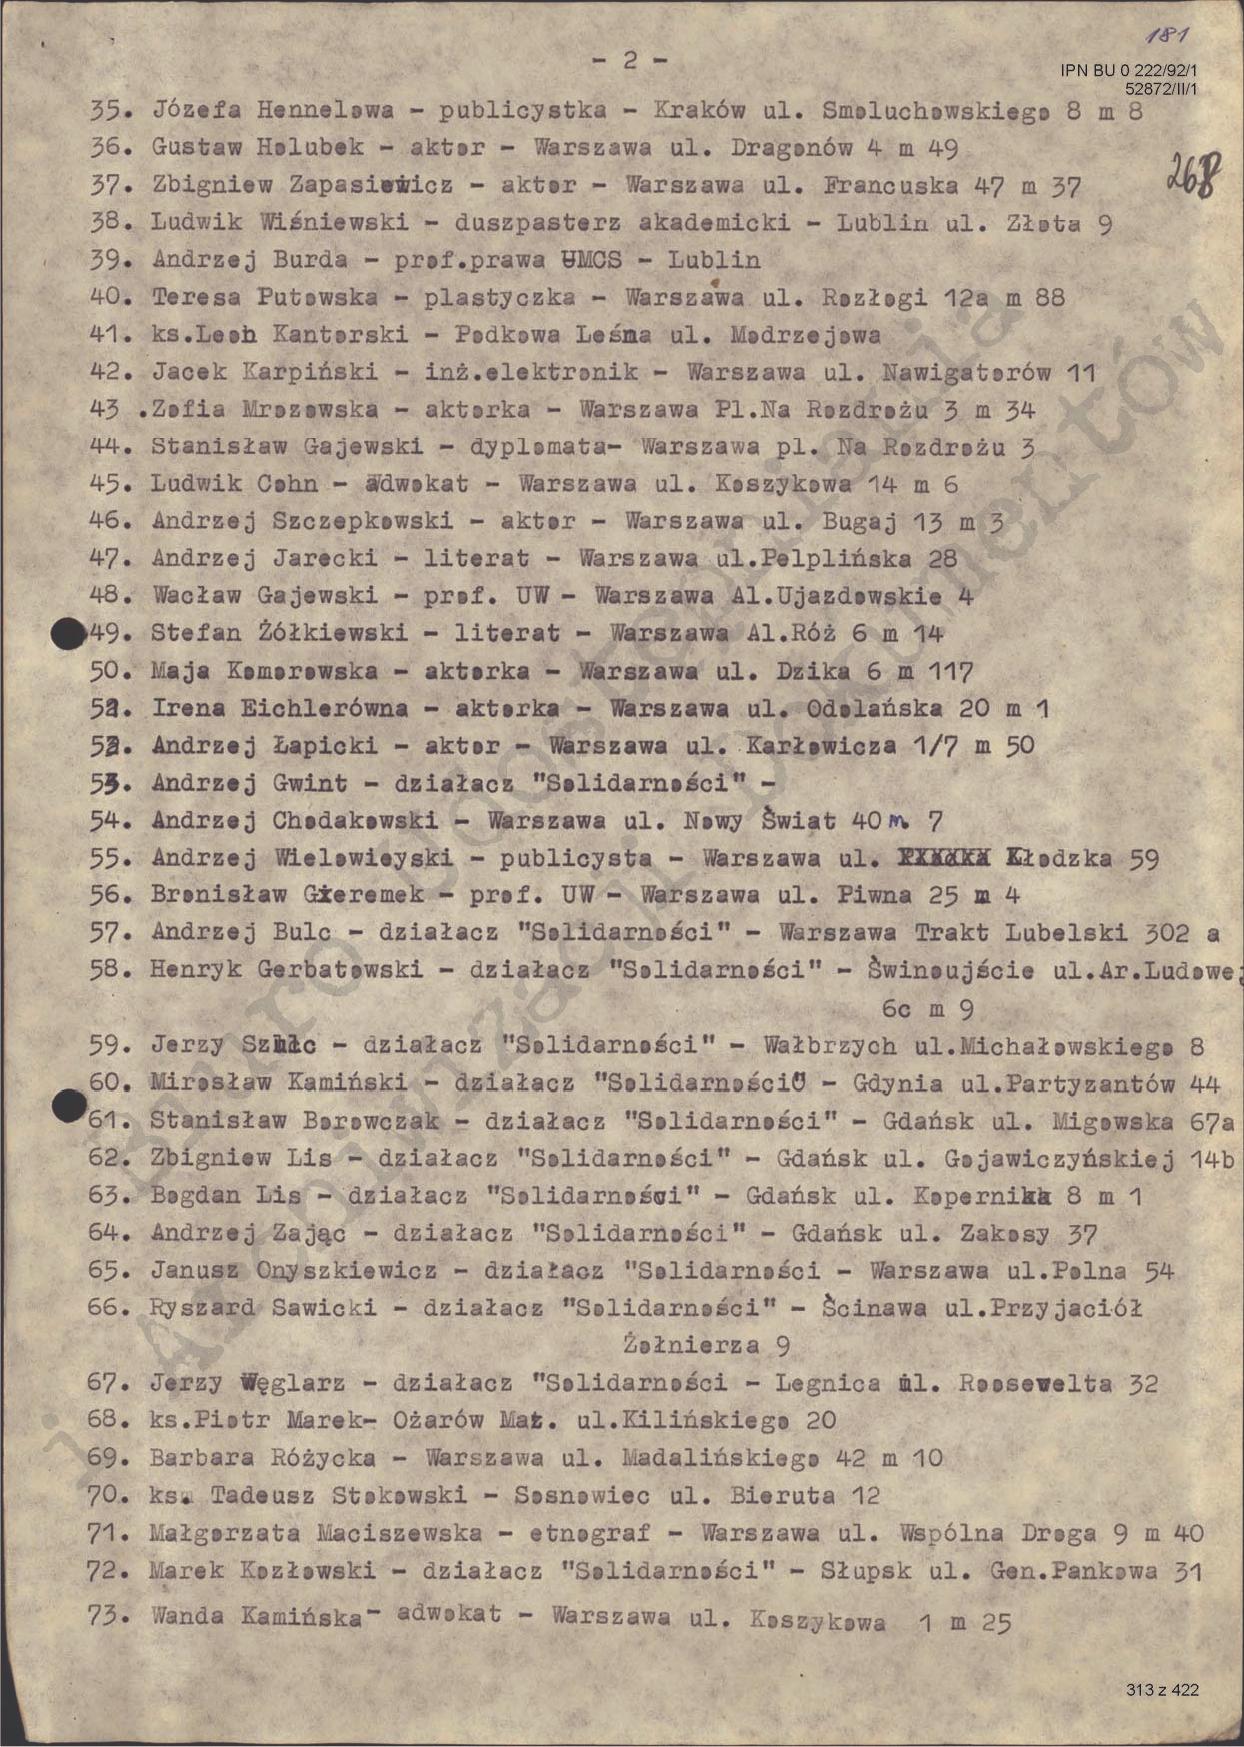 181
- 2 -
IPN BU 0 222/92/1
52872/II/1
35. Józefa Hennelowa - publicystka - Kraków ul. Smoluchowskiego 8 m 8
36. Gustaw Holubek - aktor - Warszawa ul. Dragonów 4 m 49
268
37. Zbigniew Zapasiewicz - aktor - Warszawa ul. Francuska 47 m 37
38. Ludwik Wiśniewski - duszpasterz akademicki - Lublin ul. Złota 9
39. Andrzej Burda - prof.prawa UMCS - Lublin
40. Teresa Putowska - plastyczka - Warszawa ul. Rozłogi 12a m 88
41. ks.Leon Kantorski - Podkowa Leśna ul. Modrzejowa
42. Jacek Karpiński - inż.elektronik - Warszawa ul. Nawigatorów 11
43 .Zofia Mrozowska - aktorka - Warszawa Pl.Na Rozdrożu 3 m 34
44. Stanisław Gajewski - dyplomata- Warszawa pl. Na Rozdrożu 3
45. Ludwik Cohn - adwokat - Warszawa ul. Koszykowa 14 m 6
46. Andrzej Szczepkowski - aktor - Warszawa ul. Bugaj 13 m 3
47. Andrzej Jarecki - literat - Warszawa ul.Pelplińska 28
48. Wacław Gajewski - prof. UW - Warszawa Al.Ujazdowskie 4
49. Stefan Żółkiewski - literat - Warszawa Al.Róż 6 m 14
50. Maja Komorowska - aktorka - Warszawa ul. Dzika 6 m 117
51. Irena Eichlerówna - aktorka - Warszawa ul. Odolańska 20 m 1
52. Andrzej Łapicki - aktor - Warszawa ul. Karłowicza 1/7 m 50
53. Andrzej Gwint - działacz "Solidarności" -
54. Andrzej Chodakowski - Warszawa ul. Nowy Świat 40 m 7
55. Andrzej Wielowieyski - publicysta - Warszawa ul. Kłodzka 59
56. Bronisław Gieremek - prof. UW - Warszawa ul. Piwna 25 m 4
57. Andrzej Bulc - działacz "Solidarności" - Warszawa Trakt Lubelski 302 a
58. Henryk Gerbatowski - działacz "Solidarności" - Świnoujście ul.Ar.Ludowej
6c m 9
59. Jerzy Szulc - działacz "Solidarności" - Wałbrzych ul.Michałowskiego 8
60. Mirosław Kamiński - działacz "Solidarności" - Gdynia ul.Partyzantów 44
61. Stanisław Borowczak - działacz "Solidarności" - Gdańsk ul. Migowska 67a
62. Zbigniew Lis - działacz "Solidarności" - Gdańsk ul. Gojawiczyńskiej 14b
63. Bogdan Lis - działacz "Solidarności" - Gdańsk ul. Kopernika 8 m 1
64. Andrzej Zając - działacz "Solidarności" - Gdańsk ul. Zakosy 37
65. Janusz Onyszkiewicz - działacz "Solidarności - Warszawa ul.Polna 54
66. Ryszard Sawicki - działacz "Solidarności" - Ścinawa ul.Przyjaciół
Żołnierza 9
67. Jerzy Węglarz - działacz "Solidarności - Legnica ul. Roosevelta 32
68. ks.Piotr Marek- Ożarów Maz. ul.Kilińskiego 20
69. Barbara Różycka - Warszawa ul. Madalińskiego 42 m 10
70. ks. Tadeusz Stokowski - Sosnowiec ul. Bieruta 12
71. Małgorzata Maciszewska - etnograf - Warszawa ul. Wspólna Droga 9 m 40
72. Marek Kozłowski - działacz "Solidarności" - Słupsk ul. Gen.Pankowa 31
73. Wanda Kamińska- adwokat - Warszawa ul. Koszykowa 1 m 25
Biuro Udostępniania
i Archiwizacji Dokumentów
313 z 422